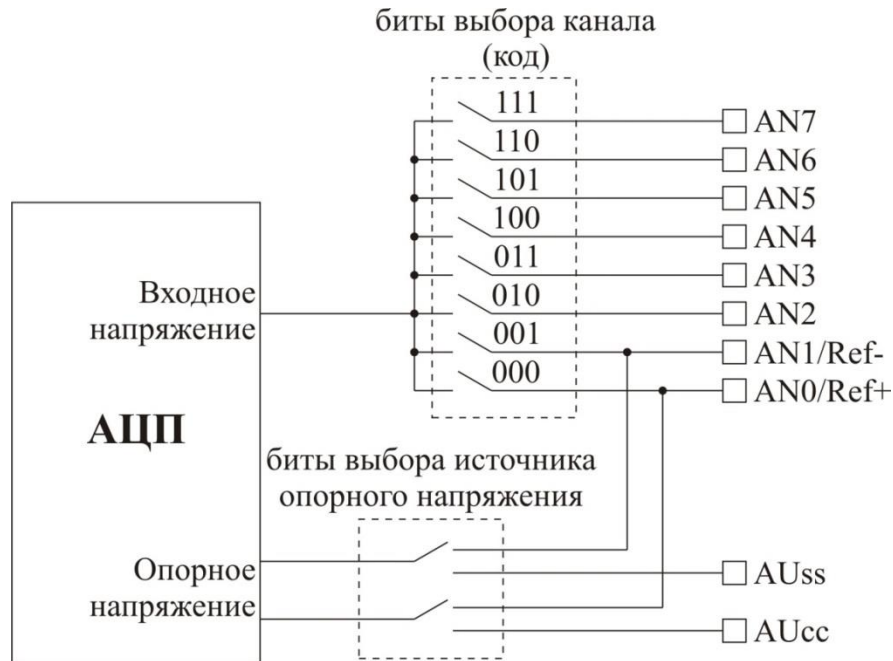 биты выбора канала
(код)
111
AN7
110
AN6
101
AN5
100
AN4
011
AN3
010
AN2
001
AN1/Ref-
000
AN0/Ref+
Входное
напряжение
АЦП
биты выбора источника
опорного напряжения
Опорное
напряжение
AUss
AUcc